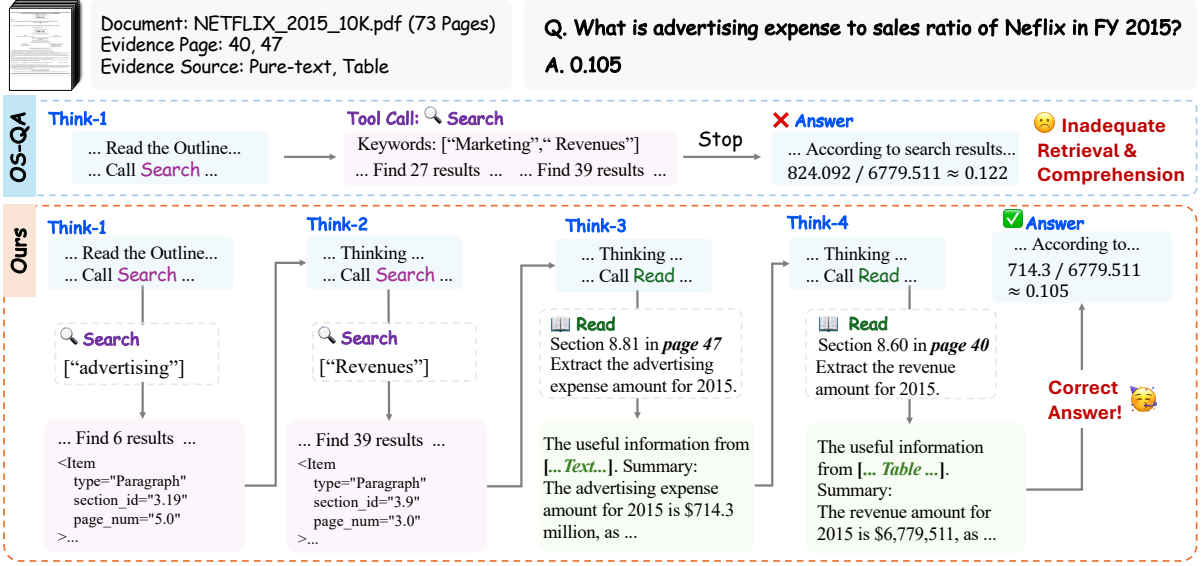 Document: NETFLIX_2015_10K.pdf (73 Pages)
Evidence Page: 40, 47
Evidence Source: Pure-text, Table
Q. What is advertising expense to sales ratio of Neflix in FY 2015?
A. 0.105
OS-QA
Think-1
... Read the Outline...
... Call Search ...
Tool Call: Search
Keywords: [“Marketing”,“ Revenues”]
... Find 27 results ... ... Find 39 results ...
Stop
Answer
... According to search results...
824.092 / 6779.511 ≈ 0.122
Inadequate
Retrieval &
Comprehension
Ours
Think-1
... Read the Outline...
... Call Search ...
Search
[“advertising”]
... Find 6 results ...
<Item
type="Paragraph"
section_id="3.19"
page_num="5.0"
>...
Think-2
... Thinking ...
... Call Search ...
Search
[“Revenues”]
... Find 39 results ...
<Item
type="Paragraph"
section_id="3.9"
page_num="3.0"
>...
Think-3
... Thinking ...
... Call Read ...
Read
Section 8.81 in page 47
Extract the advertising
expense amount for 2015.
The useful information from
[...Text...]. Summary:
The advertising expense
amount for 2015 is $714.3
million, as ...
Think-4
... Thinking ...
... Call Read ...
Read
Section 8.60 in page 40
Extract the revenue
amount for 2015.
The useful information
from [... Table ...].
Summary:
The revenue amount for
2015 is $6,779,511, as ...
Answer
... According to...
714.3 / 6779.511
≈ 0.105
Correct
Answer!